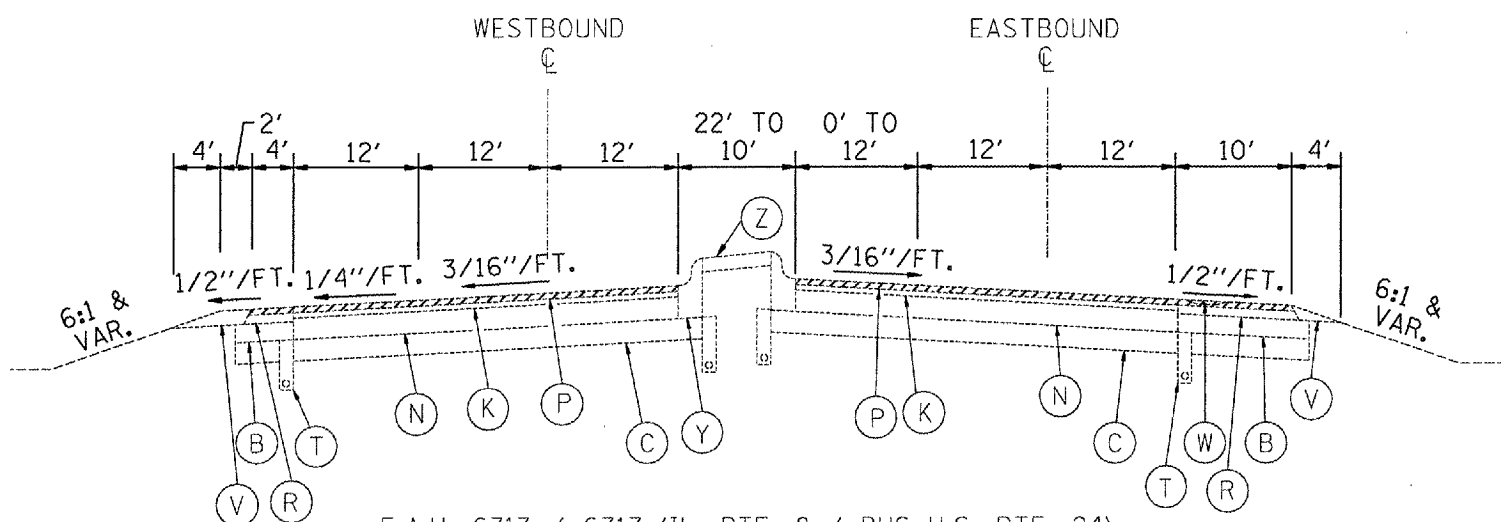 WESTBOUND
EASTBOUND
℄
℄
2'
22' TO
0' TO
4'
4'
12'
12'
12'
10'
12'
12'
12'
10'
4'
Z
1/2"/FT.
1/4"/FT.
3/16"/FT.
3/16"/FT.
1/2"/FT.
6:1 &
VAR.
6:1 &
VAR.
N
K
P
C
Y
P
K
N
C
W
B
V
B
T
V
R
T
R